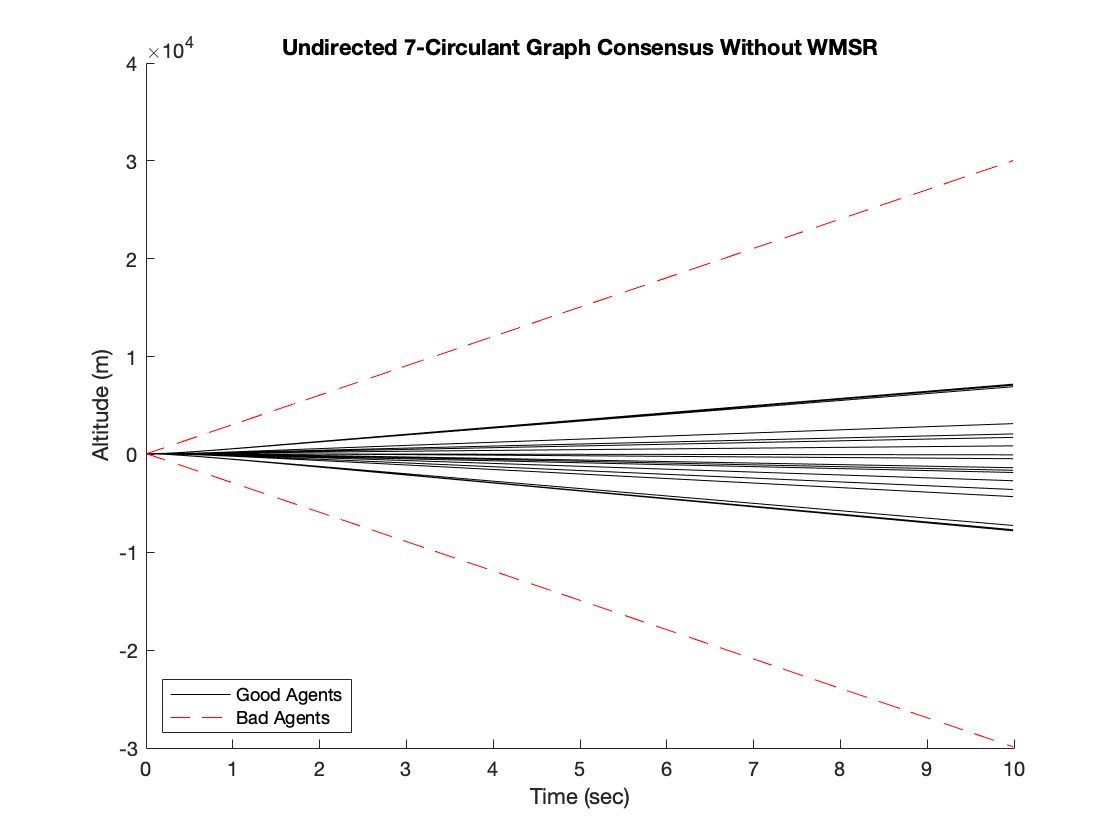 Undirected 7-Circulant Graph Consensus Without WMSR
×10^4
4
3
2
1
0
-1
-2
-3
Altitude (m)
Good Agents
Bad Agents
0 1 2 3 4 5 6 7 8 9 10
Time (sec)